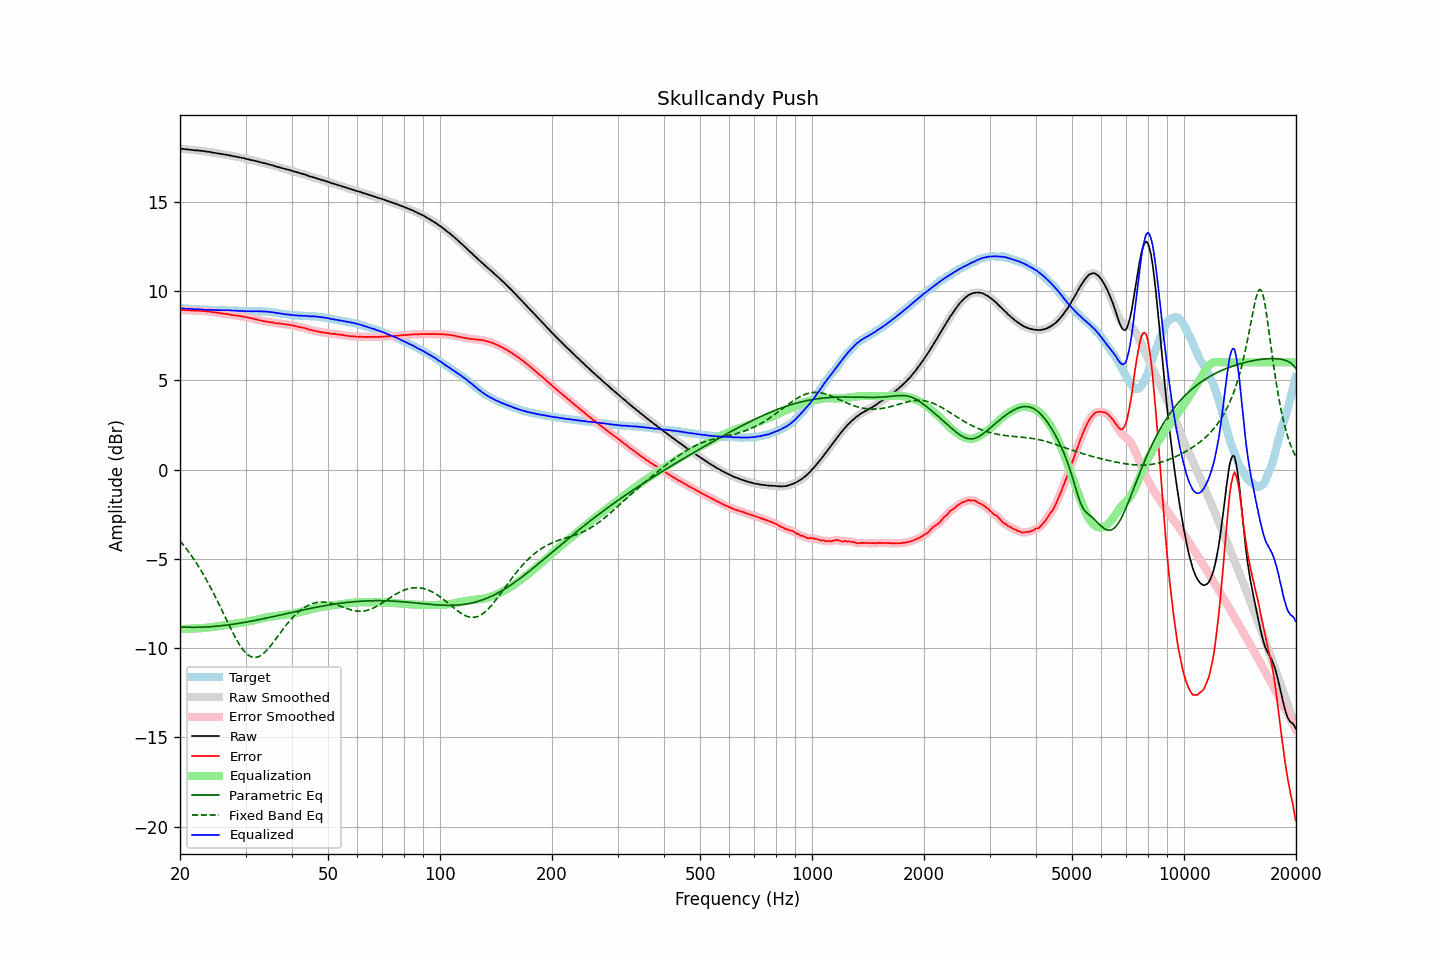 Skullcandy Push
Amplitude (dBr)
15
10
5
0
−5
−10
−15
−20
Target
Raw Smoothed
Error Smoothed
Raw
Error
Equalization
Parametric Eq
Fixed Band Eq
Equalized
20 50 100 200 500 1000 2000 5000 10000 20000
Frequency (Hz)